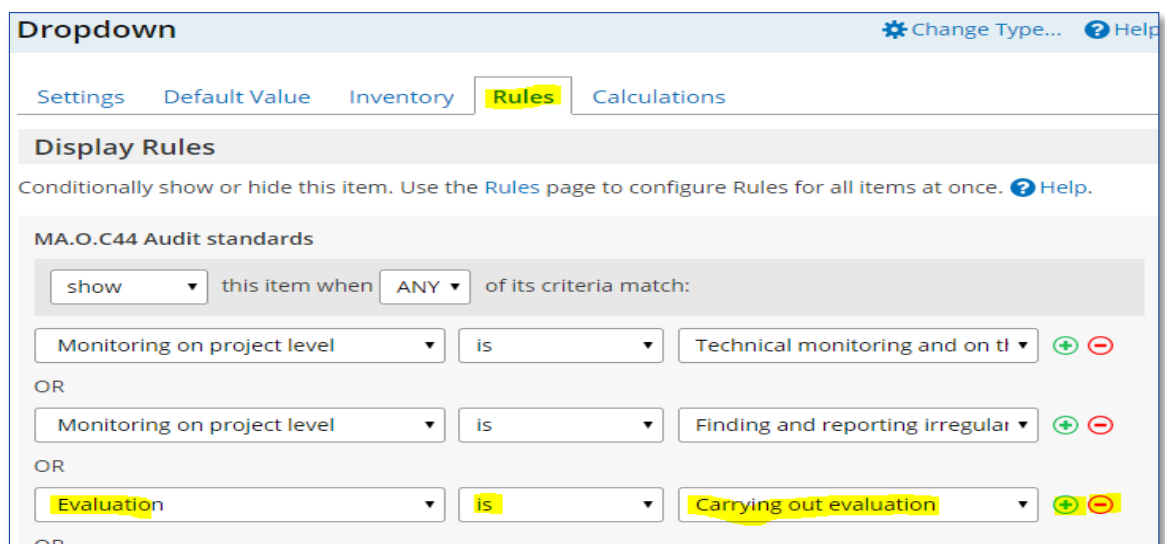 Dropdown Change Type... Help
Settings Default Value Inventory Rules Calculations
Display Rules
Conditionally show or hide this item. Use the Rules page to configure Rules for all items at once. Help.
MA.O.C44 Audit standards
show this item when ANY of its criteria match:
Monitoring on project level is Technical monitoring and on
OR
Monitoring on project level is Finding and reporting
OR
Evaluation is Carrying out evaluation
OR